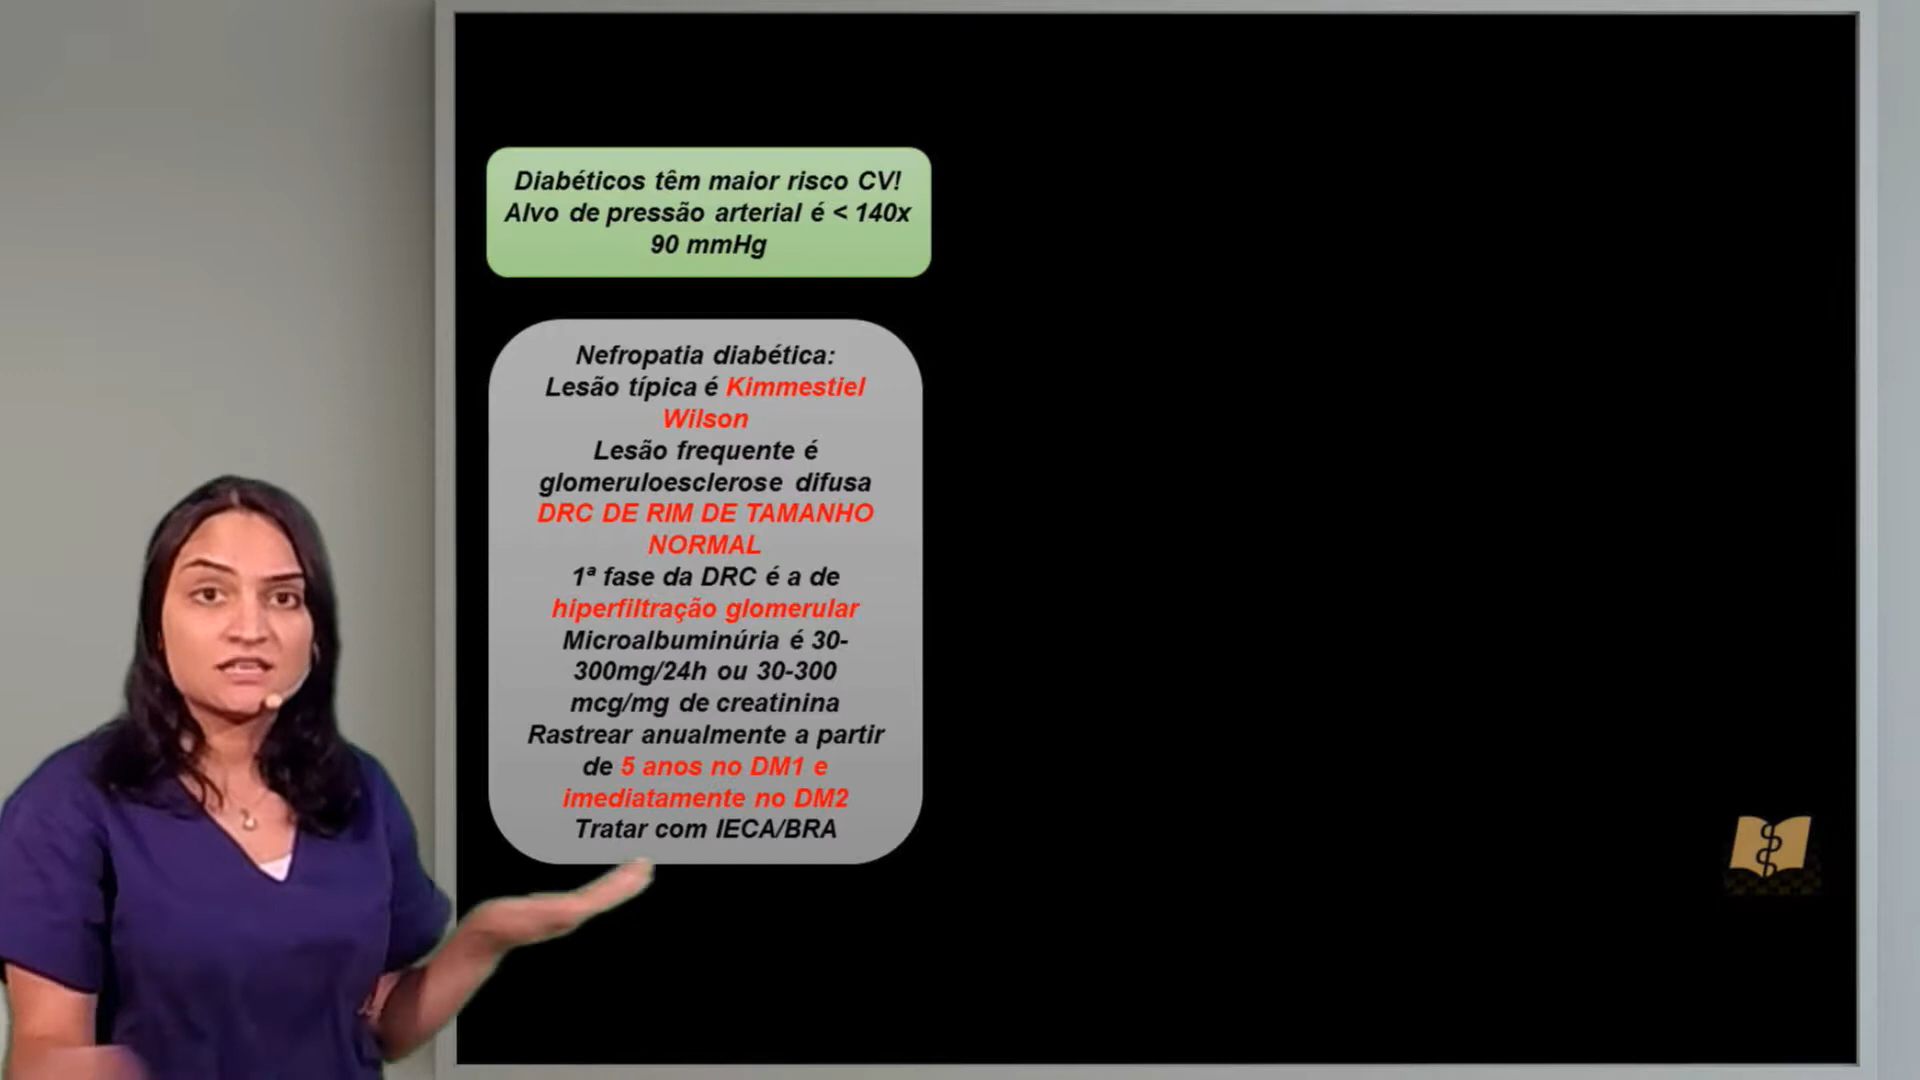 Diabéticos têm maior risco CV!
Alvo de pressão arterial é < 140x
90 mmHg
Nefropatia diabética:
Lesão típica é Kimmestiel
Wilson
Lesão frequente é
glomeruloesclerose difusa
DRC DE RIM DE TAMANHO
NORMAL
1ª fase da DRC é a de
hiperfiltração glomerular
Microalbuminúria é 30-
300mg/24h ou 30-300
mcg/mg de creatinina
Rastrear anualmente a partir
de 5 anos no DM1 e
imediatamente no DM2
Tratar com IECA/BRA